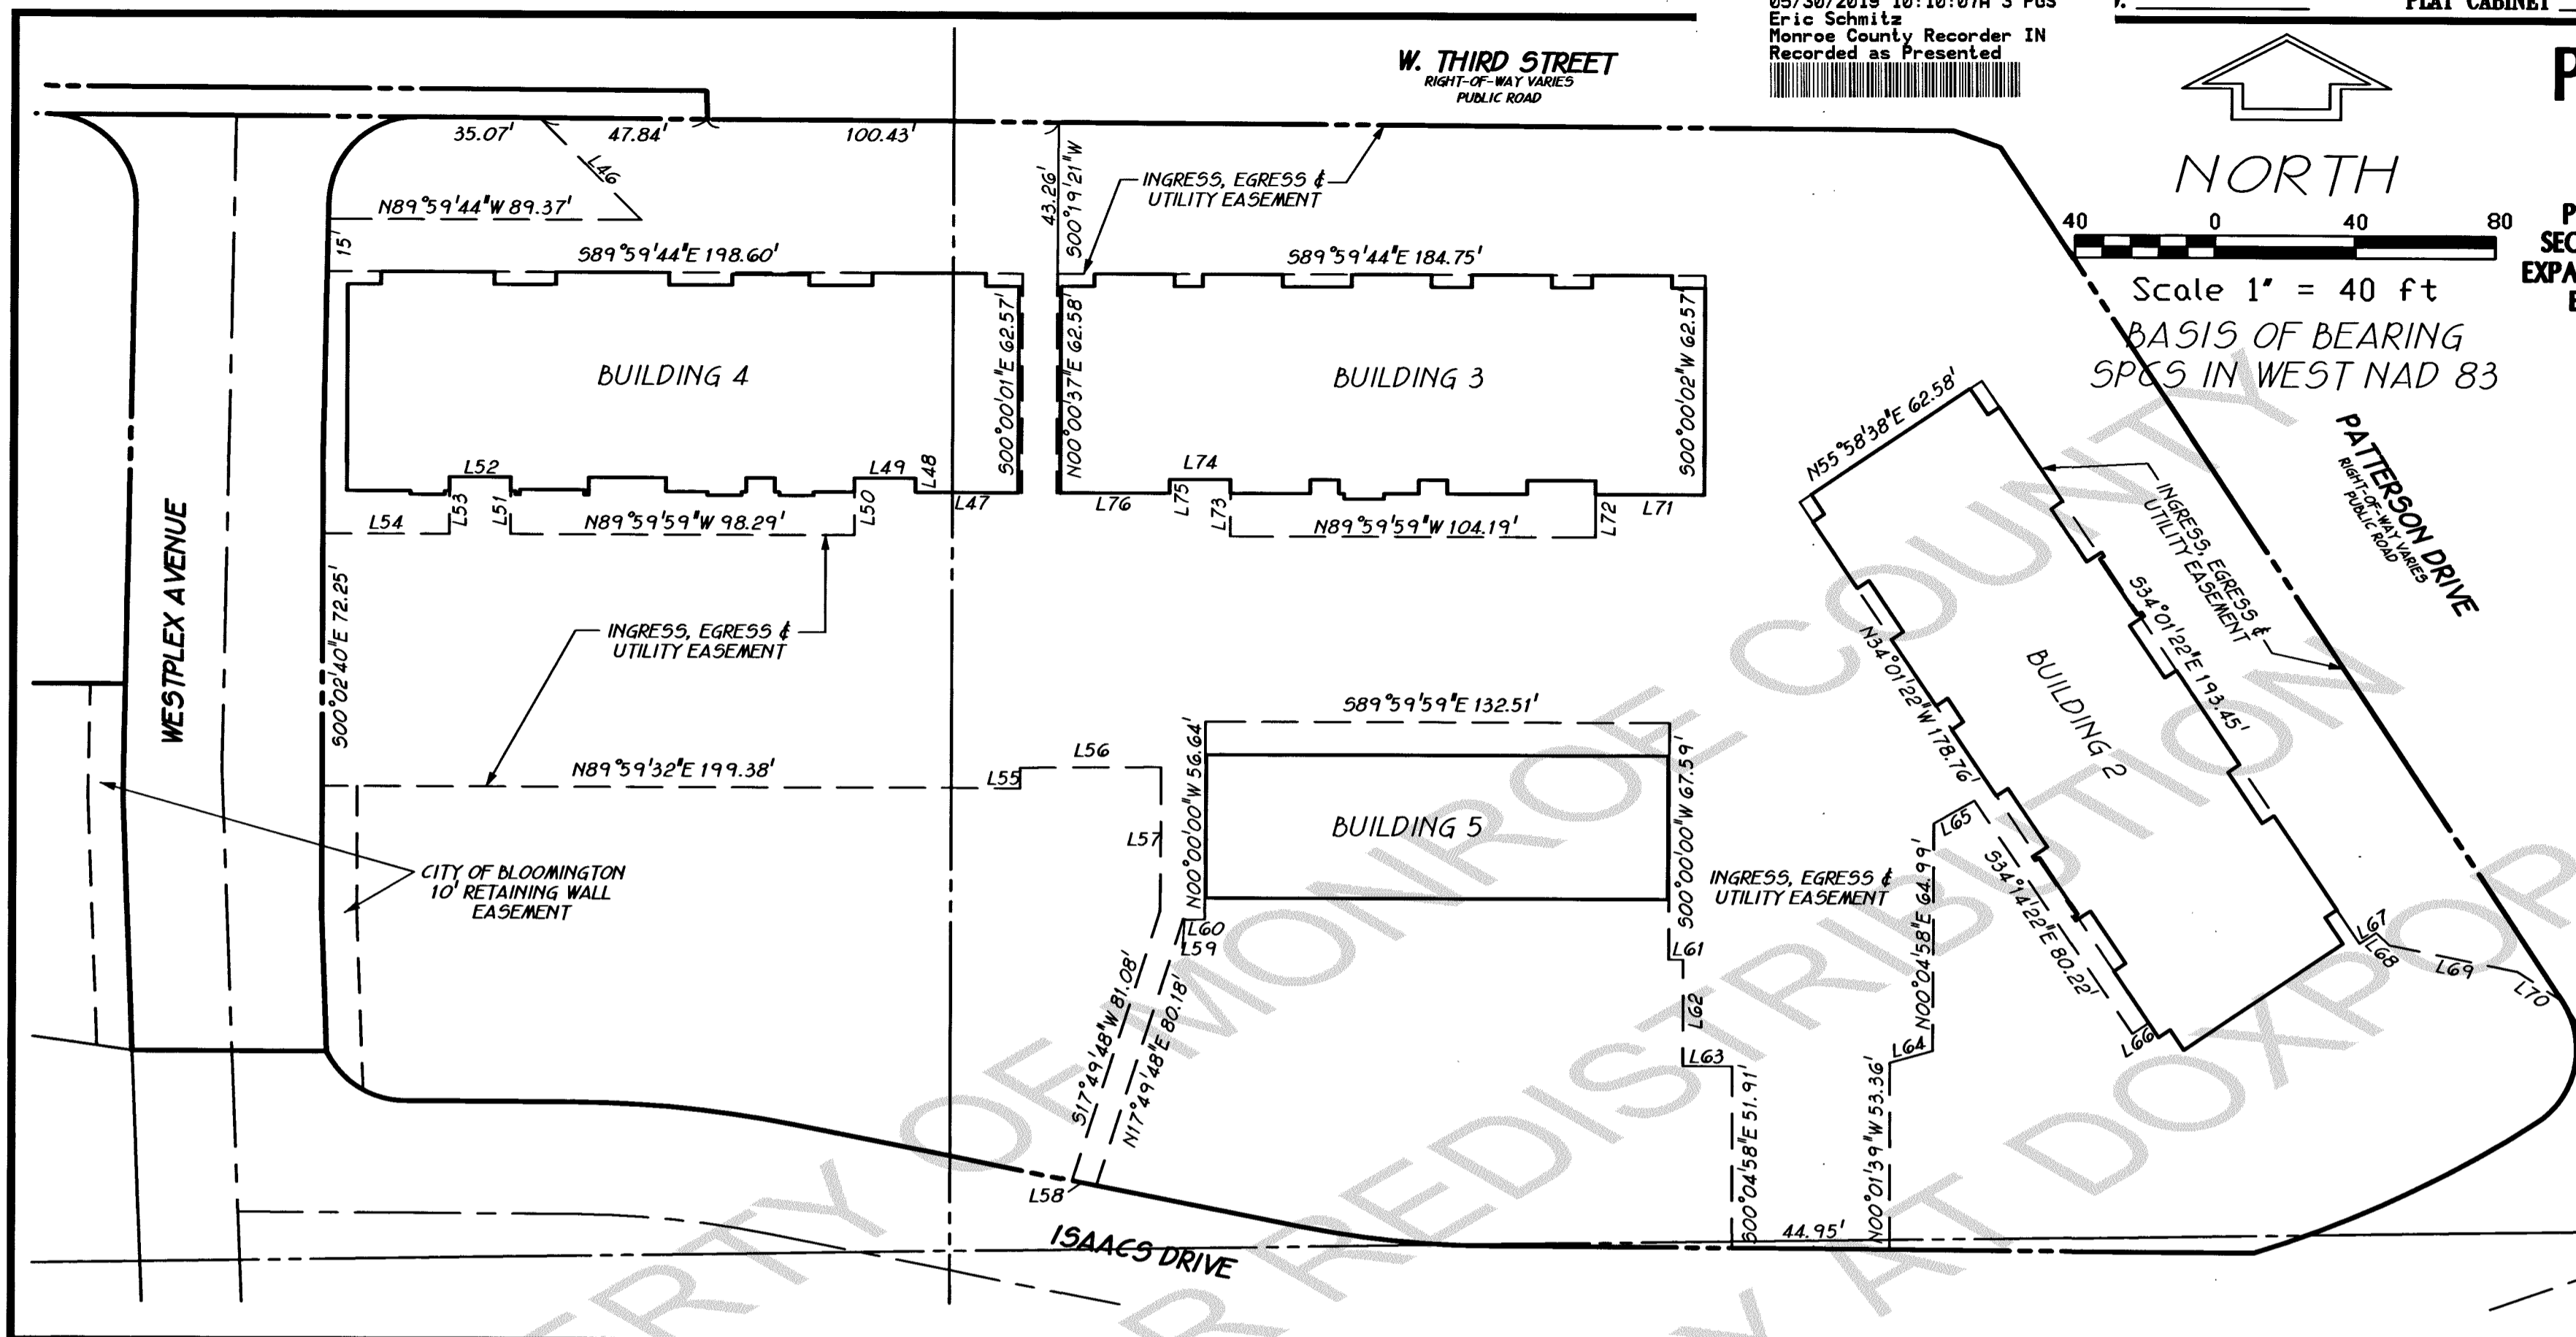 05/30/2019 10:10:07A 3 PGS
Eric Schmitz
Monroe County Recorder IN
Recorded as Presented
PLAT CABINET
W. THIRD STREET
RIGHT-OF-WAY VARIES
PUBLIC ROAD
NORTH
40 0 40 80
Scale 1" = 40 ft
BASIS OF BEARING
SPCS IN WEST NAD 83
35.07'
47.84'
100.43'
L46
N89°59'44"W 89.37'
15'
S89°59'44"E 198.60'
43.26'
S00°19'21"W
INGRESS, EGRESS &
UTILITY EASEMENT
S89°59'44"E 184.75'
BUILDING 4
S00°00'01"E 62.57'
N00°00'37"E 62.58'
BUILDING 3
S00°00'02"W 62.57'
N55°58'38"E 62.58'
PATTERSON DRIVE
RIGHT-OF-WAY VARIES
PUBLIC ROAD
INGRESS, EGRESS &
UTILITY EASEMENT
L52
L49
L48
L74
L54
L53
L51
N89°59'59"W 98.29'
L50
L47
L76
L75
L73
N89°59'59"W 104.19'
L72
L71
WESTPLEX AVENUE
S00°02'40"E 72.25'
INGRESS, EGRESS &
UTILITY EASEMENT
N34°01'22"W 178.76'
BUILDING 2
S34°01'22"E 193.45'
S89°59'59"E 132.51'
N89°59'32"E 199.38'
L55
L56
L57
N00°00'00"W 56.64'
BUILDING 5
S00°00'00"W 67.59'
INGRESS, EGRESS &
UTILITY EASEMENT
L65
N00°04'58"E 64.99'
S34°14'22"E 80.22'
CITY OF BLOOMINGTON
10' RETAINING WALL
EASEMENT
L60
L59
L61
L62
L63
L64
L66
L67
L68
L69
L70
S17°49'48"W 81.08'
N17°49'48"E 80.18'
L58
S00°04'58"E 51.91'
N00°01'39"W 53.36'
44.95'
ISAACS DRIVE
ERTY OF MONROE COUNTY
R REDISTRIBUTION
Y AT DOXPOP